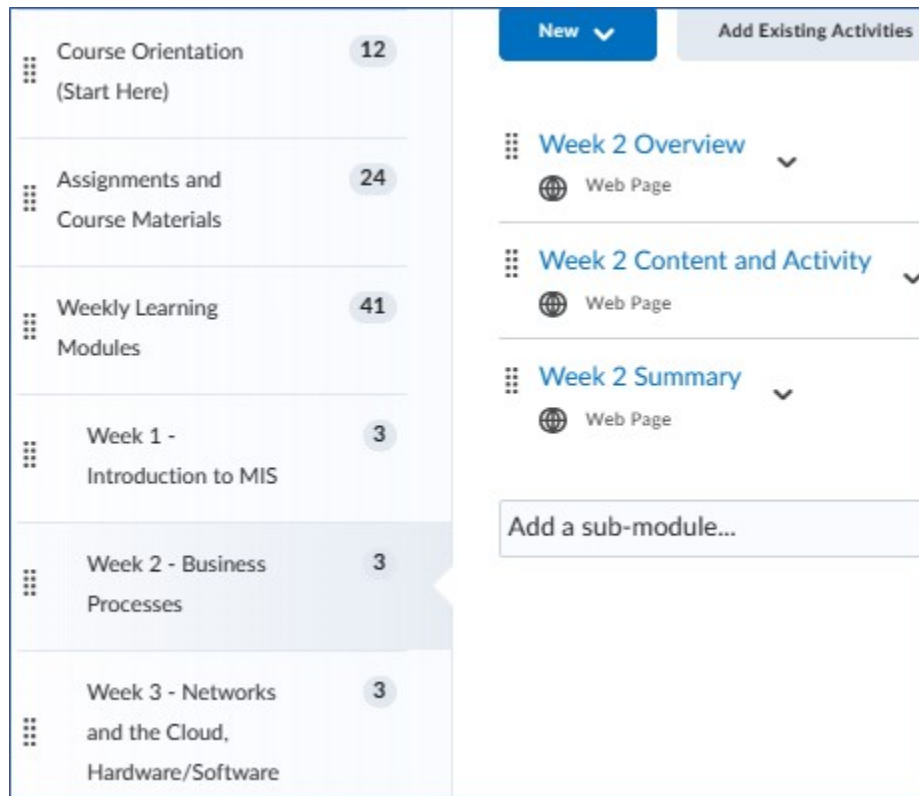 Course Orientation 12
(Start Here)
Assignments and 24
Course Materials
Weekly Learning 41
Modules
Week 1 - 3
Introduction to MIS
Week 2 - Business 3
Processes
Week 3 - Networks 3
and the Cloud,
Hardware/Software
New
Add Existing Activities
Week 2 Overview
Web Page
Week 2 Content and Activity
Web Page
Week 2 Summary
Web Page
Add a sub-module...